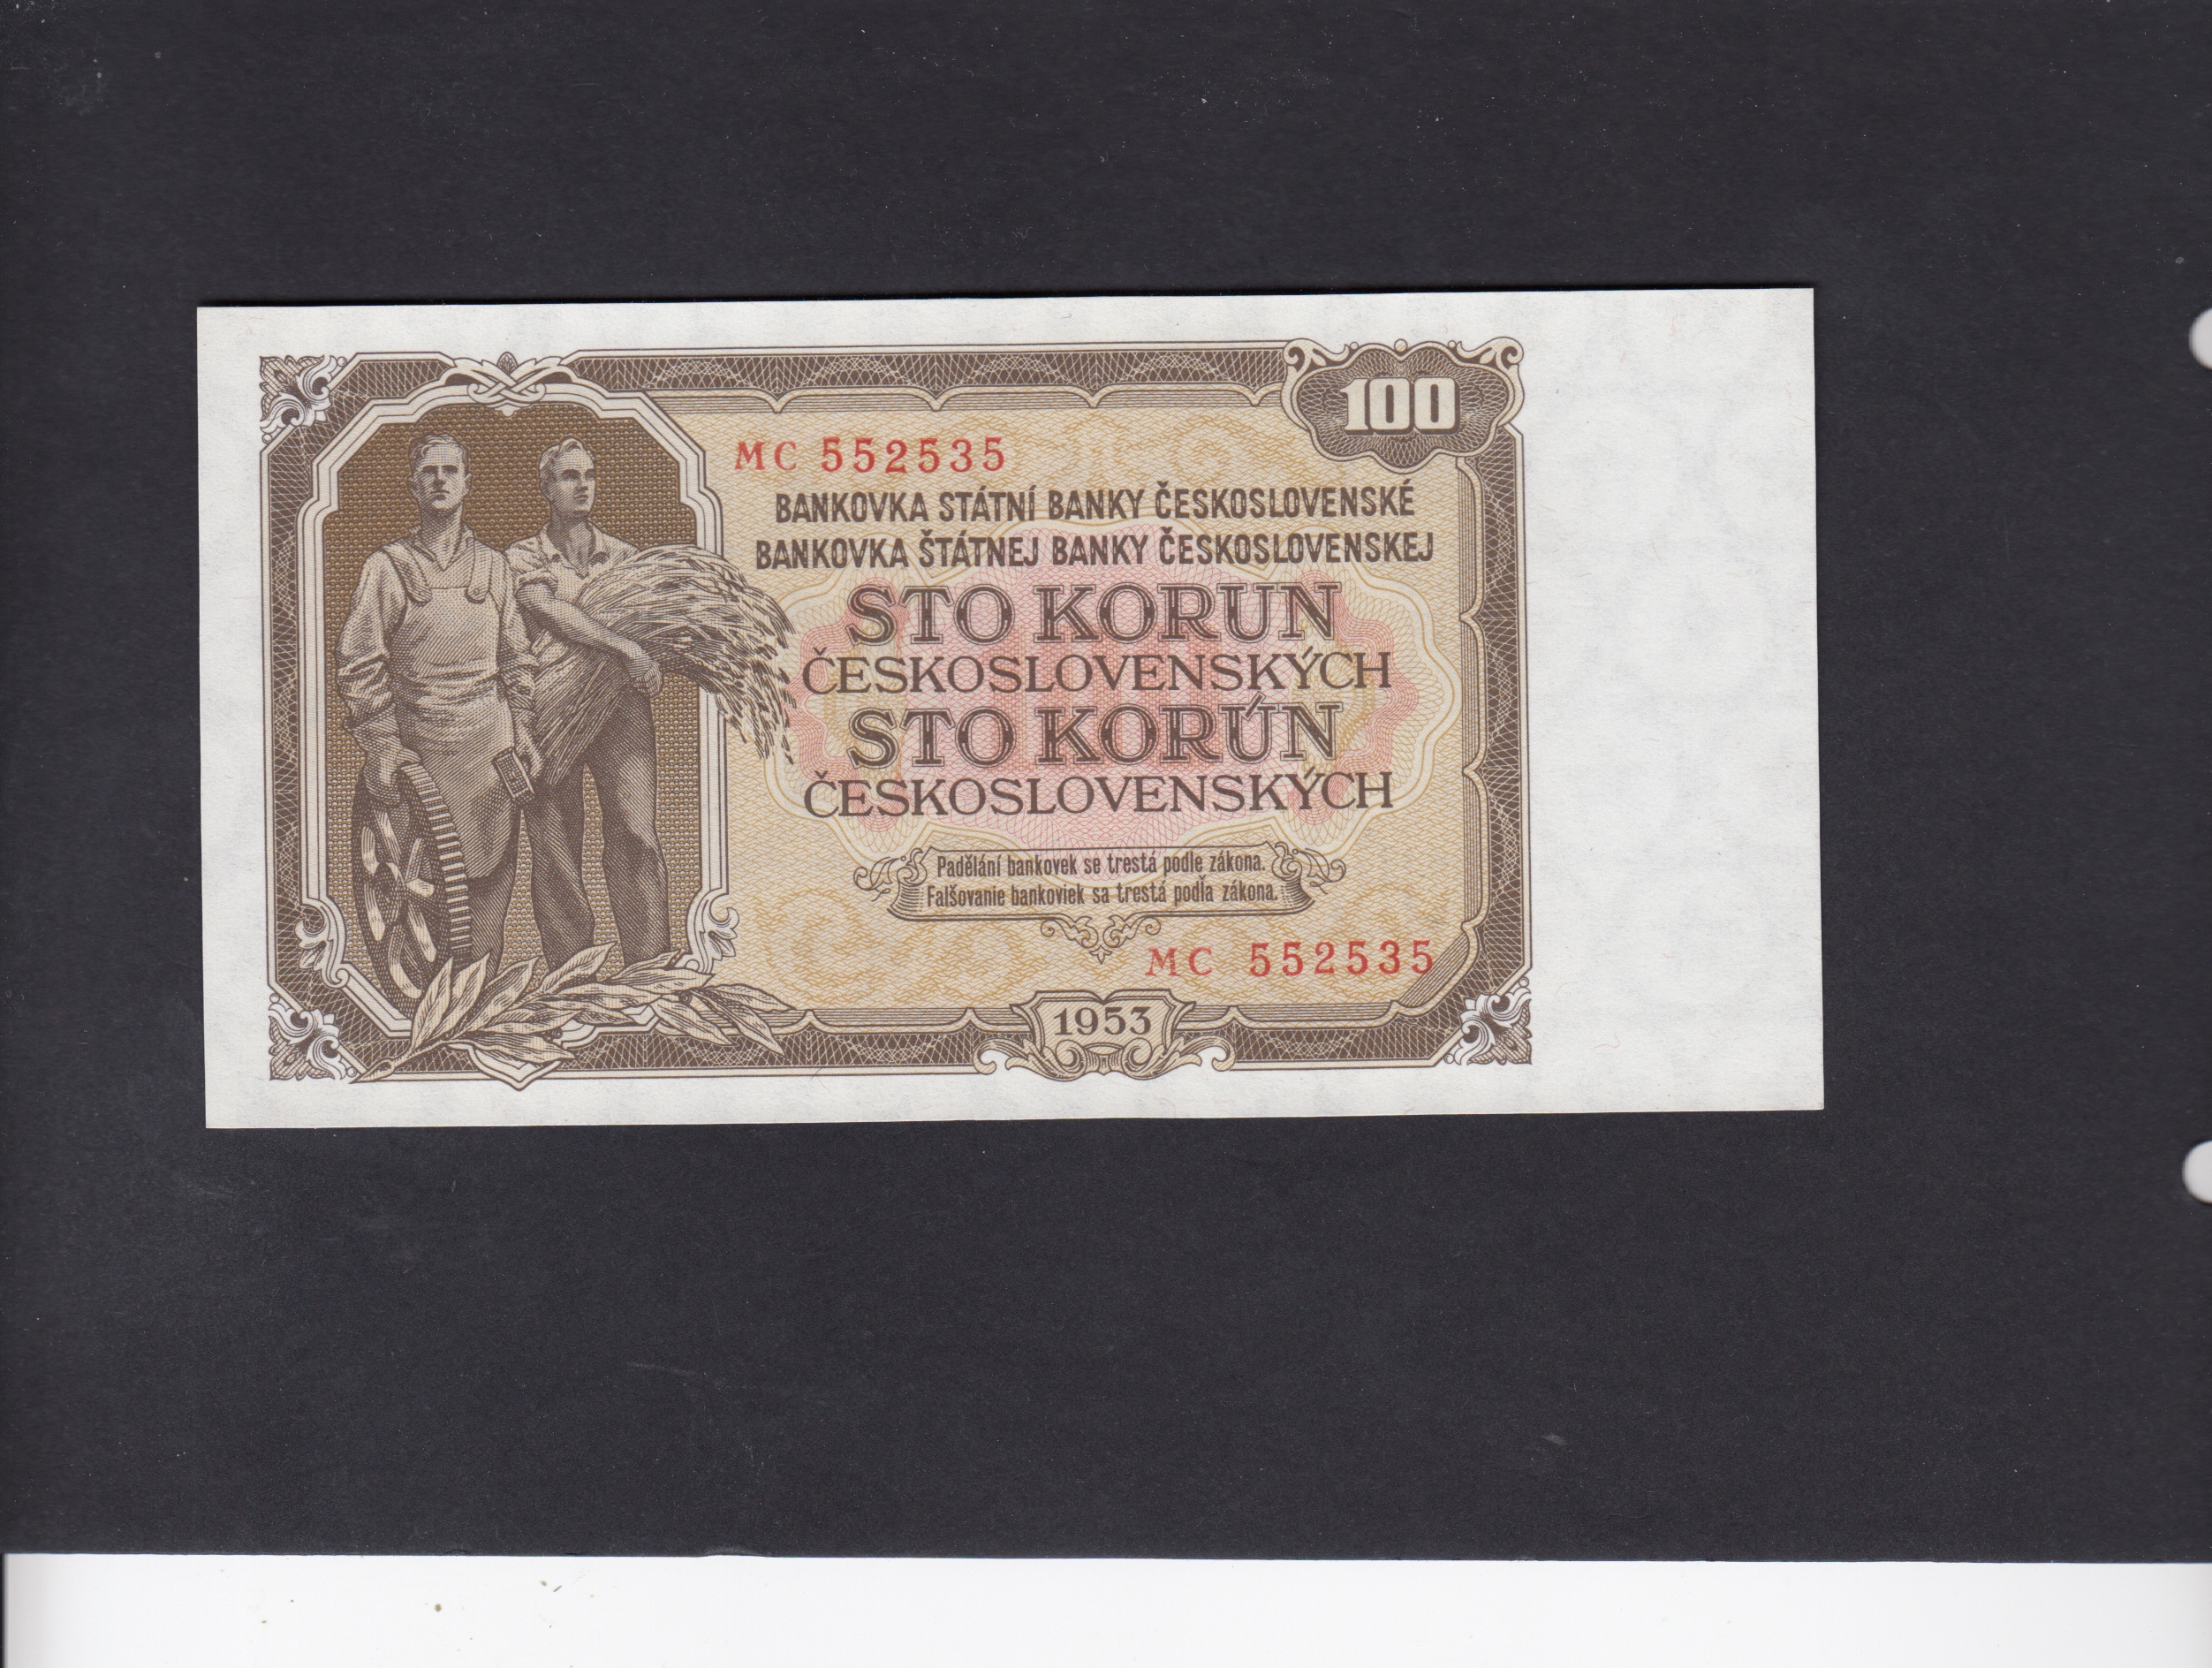 100
MC 552535
BANKOVKA STÁTNÍ BANKY ČESKOSLOVENSKÉ
BANKOVKA ŠTÁTNEJ BANKY ČESKOSLOVENSKEJ
STO KORUN
ČESKOSLOVENSKÝCH
STO KORÚN
ČESKOSLOVENSKÝCH
Padělání bankovek se trestá podle zákona.
Falšovanie bankoviek sa trestá podľa zákona.
MC 552535
1953